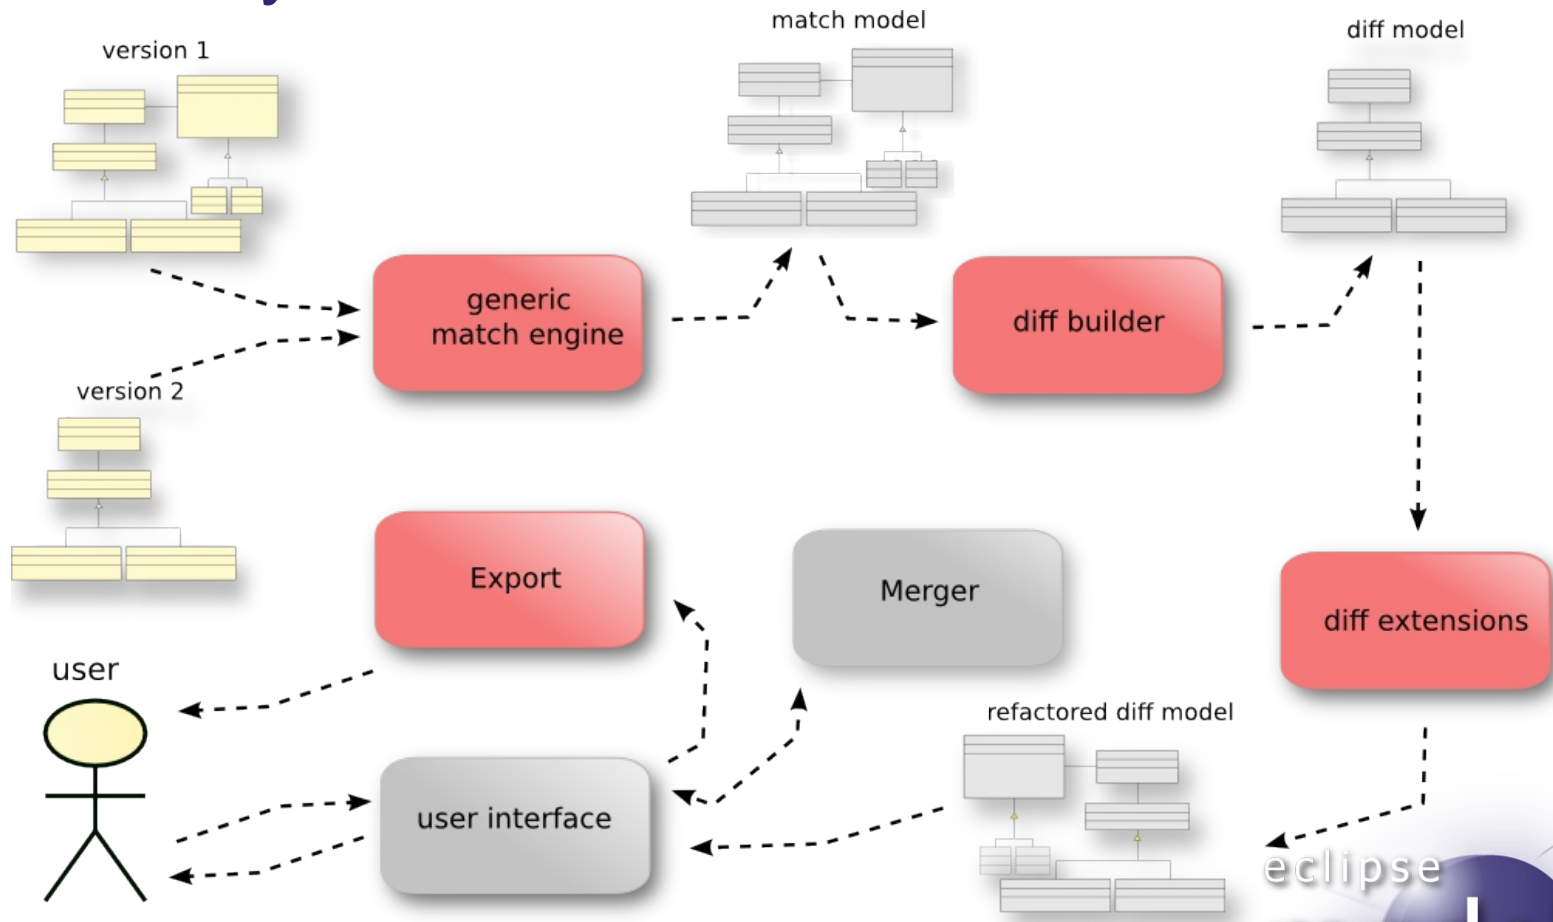 match model
diff model
version 1
generic
match engine
diff builder
version 2
Export
Merger
diff extensions
user
refactored diff model
user interface
eclipse